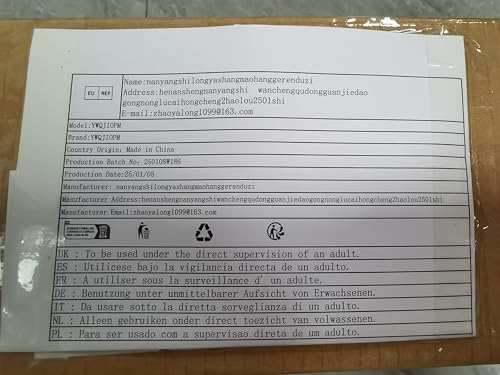 EU REP
Name:nanyangshilongyashangmaohanggerenduzi
Address:henanshengnanyangshi wanchengqudongguanjiedao
gongnonglucaihongcheng2haolou2501shi
E-mail:zhaoyalong1099@163.com
Model:YWQJIOPM
Brand:YWQJIOPM
Country Origin: Made in China
Production Batch No: 250108W186
Production Date:25/01/08
Manufacturer: nanyangshilongyashangmaohanggerenduzi
Manufacturer Address:henanshengnanyangshiwanchengqudongguanjiedaogongnonglucaihongcheng2haolou2501shi
Manufacturer Email:zhaoyalong1099@163.com
UK : To be used under the direct supervision of an adult.
ES : Utilícese bajo la vigilancia directa de un adulto.
FR : A utiliser sous la surveillance d' un adulte.
DE : Benutzung unter unmittelbarer Aufsicht von Erwachsenen.
IT : Da usare sotto la diretta sorveglianza di un adulto.
NL : Alleen gebruiken onder direct toezicht van volwassenen.
PL : Para ser usado com a supervisao direta de um adulto.